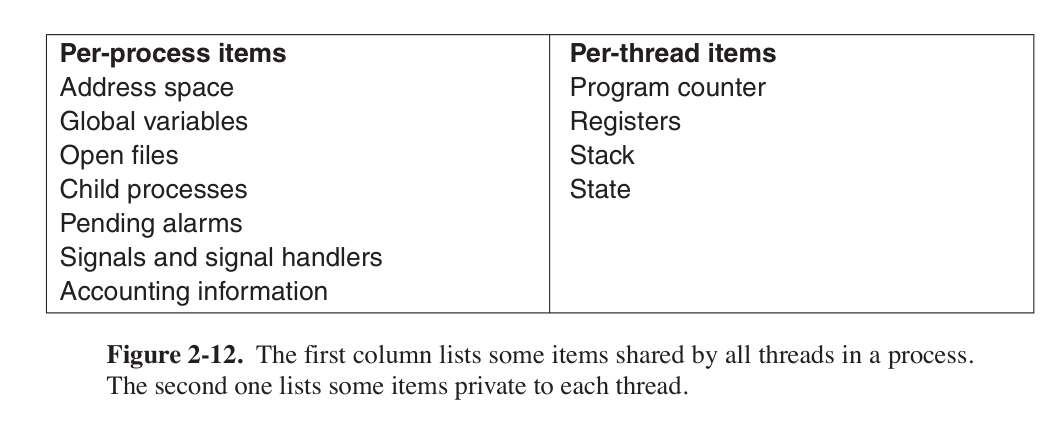 Per-process items
Address space
Global variables
Open files
Child processes
Pending alarms
Signals and signal handlers
Accounting information
Per-thread items
Program counter
Registers
Stack
State
Figure 2-12. The first column lists some items shared by all threads in a process.
The second one lists some items private to each thread.